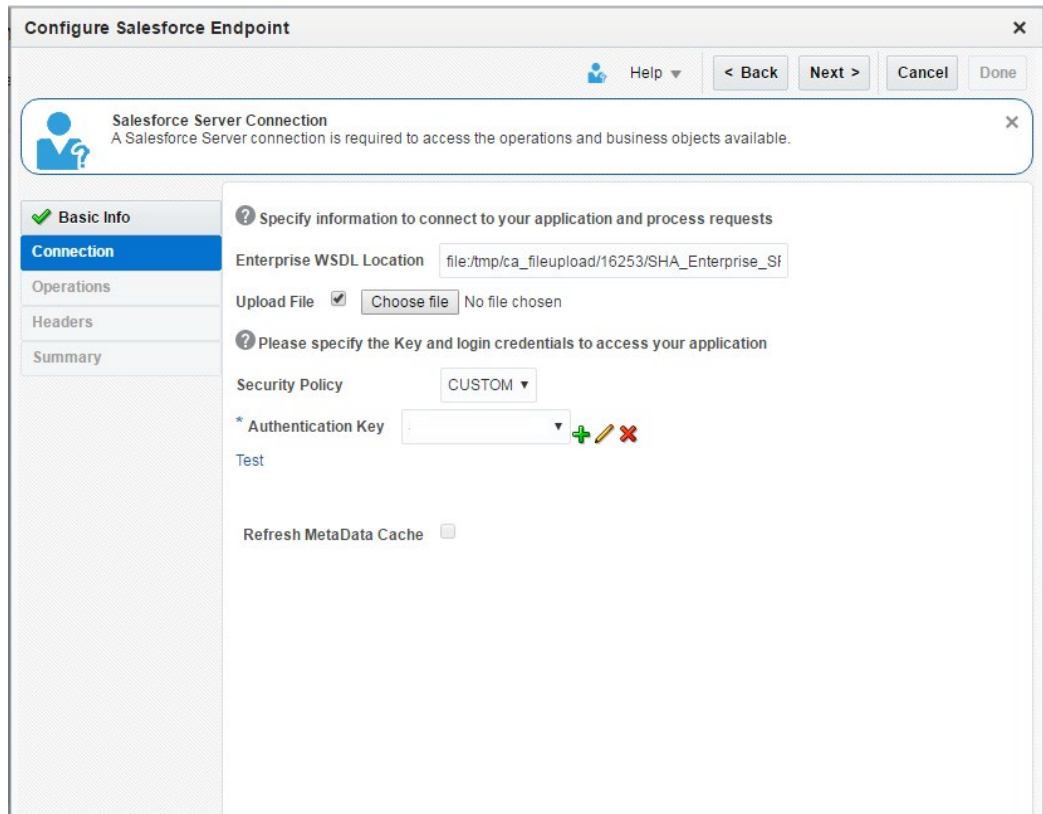 Configure Salesforce Endpoint
Help < Back Next > Cancel Done
Salesforce Server Connection
A Salesforce Server connection is required to access the operations and business objects available.
Basic Info
Connection
Operations
Headers
Summary
Specify information to connect to your application and process requests
Enterprise WSDL Location file:/tmp/ca_fileupload/16253/SHA_Enterprise_SF
Upload File Choose file No file chosen
Please specify the Key and login credentials to access your application
Security Policy CUSTOM
* Authentication Key
Test
Refresh MetaData Cache